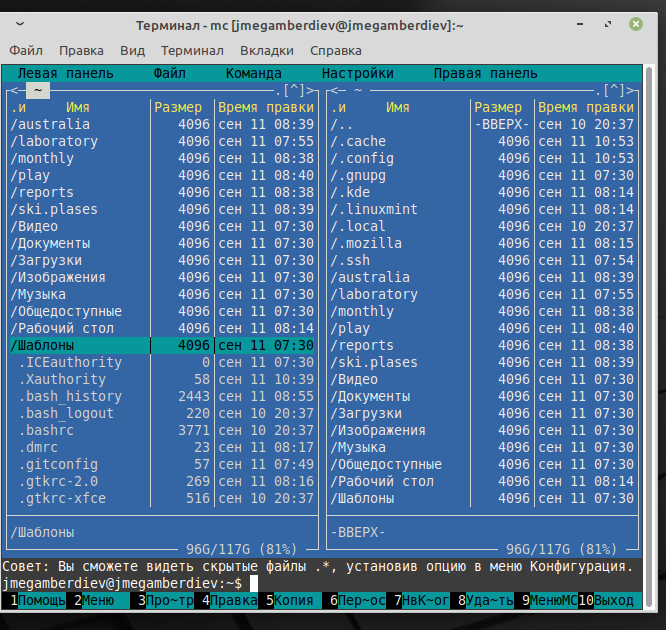 Терминал - mc [jmegamberdiev@jmegamberdiev]:~
Файл Правка Вид Терминал Вкладки Справка
Левая панель Файл Команда Настройки Правая панель
<— ~ .[^]> <— ~ .[^]>
.и Имя Размер Время правки .и Имя Размер Время правки
/australia 4096 сен 11 08:39 /.. -ВВЕРХ- сен 10 20:37
/laboratory 4096 сен 11 07:55 /.cache 4096 сен 11 10:53
/monthly 4096 сен 11 08:38 /.config 4096 сен 11 10:53
/play 4096 сен 11 08:40 /.gnupg 4096 сен 11 07:30
/reports 4096 сен 11 08:38 /.kde 4096 сен 11 08:14
/ski.plases 4096 сен 11 08:39 /.linuxmint 4096 сен 11 08:14
/Видео 4096 сен 11 07:30 /.local 4096 сен 10 20:37
/Документы 4096 сен 11 07:30 /.mozilla 4096 сен 11 08:15
/Загрузки 4096 сен 11 07:30 /.ssh 4096 сен 11 07:54
/Изображения 4096 сен 11 07:30 /australia 4096 сен 11 08:39
/Музыка 4096 сен 11 07:30 /laboratory 4096 сен 11 07:55
/Общедоступные 4096 сен 11 07:30 /monthly 4096 сен 11 08:38
/Рабочий стол 4096 сен 11 08:14 /play 4096 сен 11 08:40
/Шаблоны 4096 сен 11 07:30 /reports 4096 сен 11 08:38
.ICEauthority 0 сен 11 07:30 /ski.plases 4096 сен 11 08:39
.Xauthority 58 сен 11 10:39 /Видео 4096 сен 11 07:30
.bash_history 2443 сен 11 08:55 /Документы 4096 сен 11 07:30
.bash_logout 220 сен 10 20:37 /Загрузки 4096 сен 11 07:30
.bashrc 3771 сен 10 20:37 /Изображения 4096 сен 11 07:30
.dmrc 23 сен 11 08:17 /Музыка 4096 сен 11 07:30
.gitconfig 57 сен 11 07:49 /Общедоступные 4096 сен 11 07:30
.gtkrc-2.0 269 сен 11 08:16 /Рабочий стол 4096 сен 11 08:14
.gtkrc-xfce 516 сен 10 20:37 /Шаблоны 4096 сен 11 07:30
/Шаблоны -ВВЕРХ-
96G/117G (81%) 96G/117G (81%)
Совет: Вы сможете видеть скрытые файлы .*, установив опцию в меню Конфигурация.
jmegamberdiev@jmegamberdiev:~$
1Помощь 2Меню 3Про~тр 4Правка 5Копия 6Пер~ос 7НвК~ог 8Уда~ть 9МенюМС 10Выход